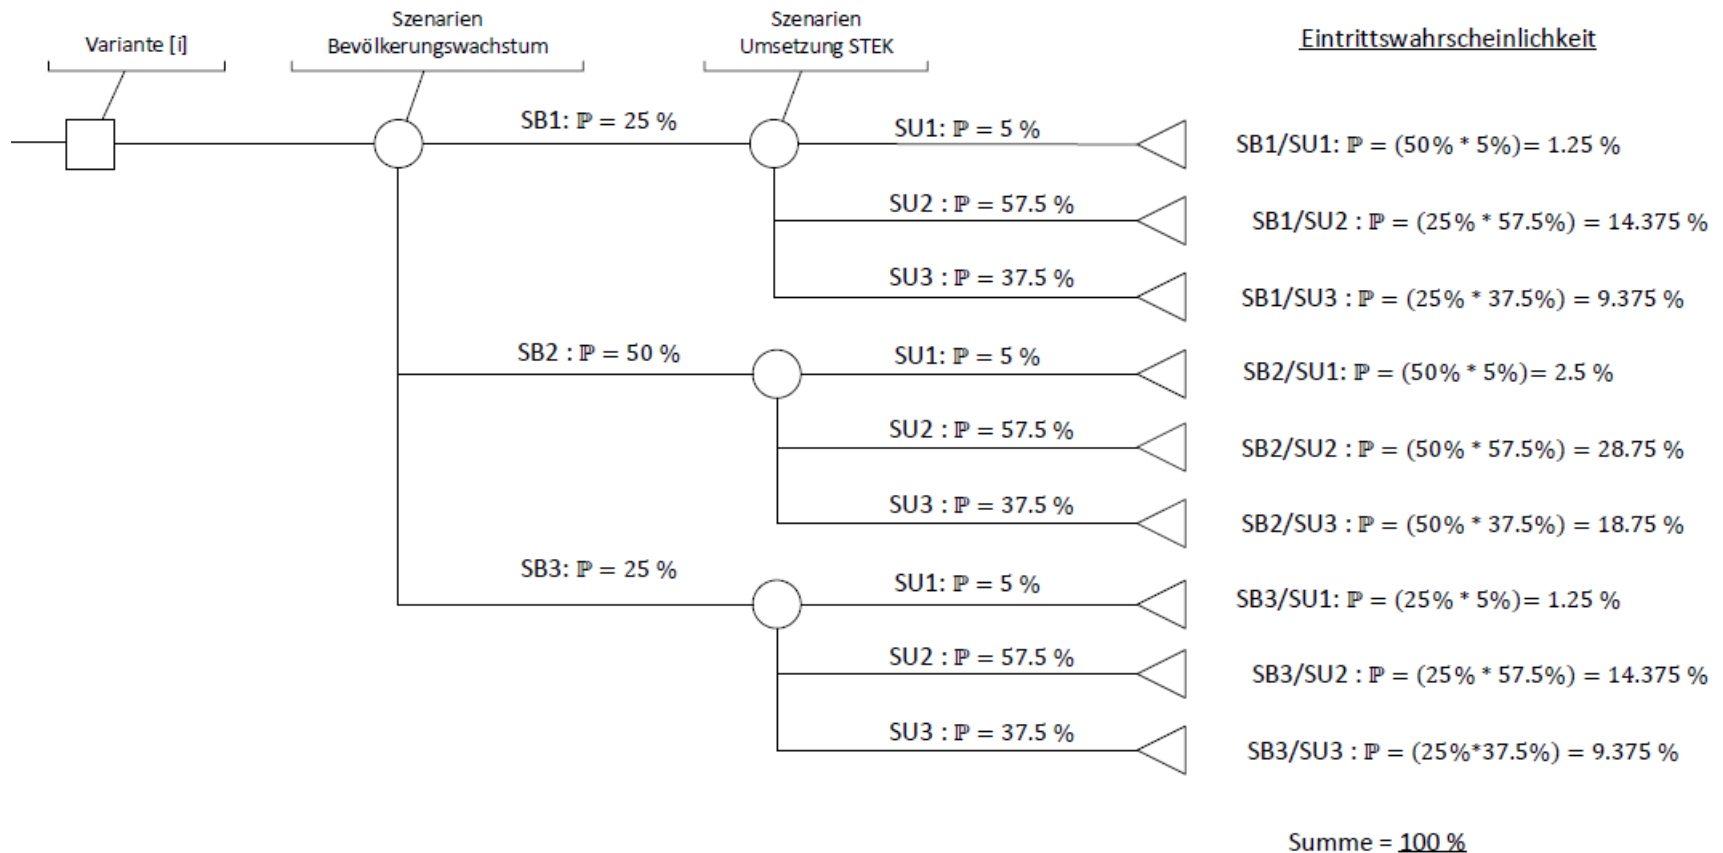 Variante [i]
Szenarien
Bevölkerungswachstum
Szenarien
Umsetzung STEK
Eintrittswahrscheinlichkeit
SB1: ℙ = 25 %
SU1: ℙ = 5 %
SB1/SU1: ℙ = (50% * 5%)= 1.25 %
SU2 : ℙ = 57.5 %
SB1/SU2 : ℙ = (25% * 57.5%) = 14.375 %
SU3 : ℙ = 37.5 %
SB1/SU3 : ℙ = (25% * 37.5%) = 9.375 %
SB2 : ℙ = 50 %
SU1: ℙ = 5 %
SB2/SU1: ℙ = (50% * 5%)= 2.5 %
SU2 : ℙ = 57.5 %
SB2/SU2 : ℙ = (50% * 57.5%) = 28.75 %
SU3 : ℙ = 37.5 %
SB2/SU3 : ℙ = (50% * 37.5%) = 18.75 %
SB3: ℙ = 25 %
SU1: ℙ = 5 %
SB3/SU1: ℙ = (25% * 5%)= 1.25 %
SU2 : ℙ = 57.5 %
SB3/SU2 : ℙ = (25% * 57.5%) = 14.375 %
SU3 : ℙ = 37.5 %
SB3/SU3 : ℙ = (25%*37.5%) = 9.375 %
Summe = 100 %